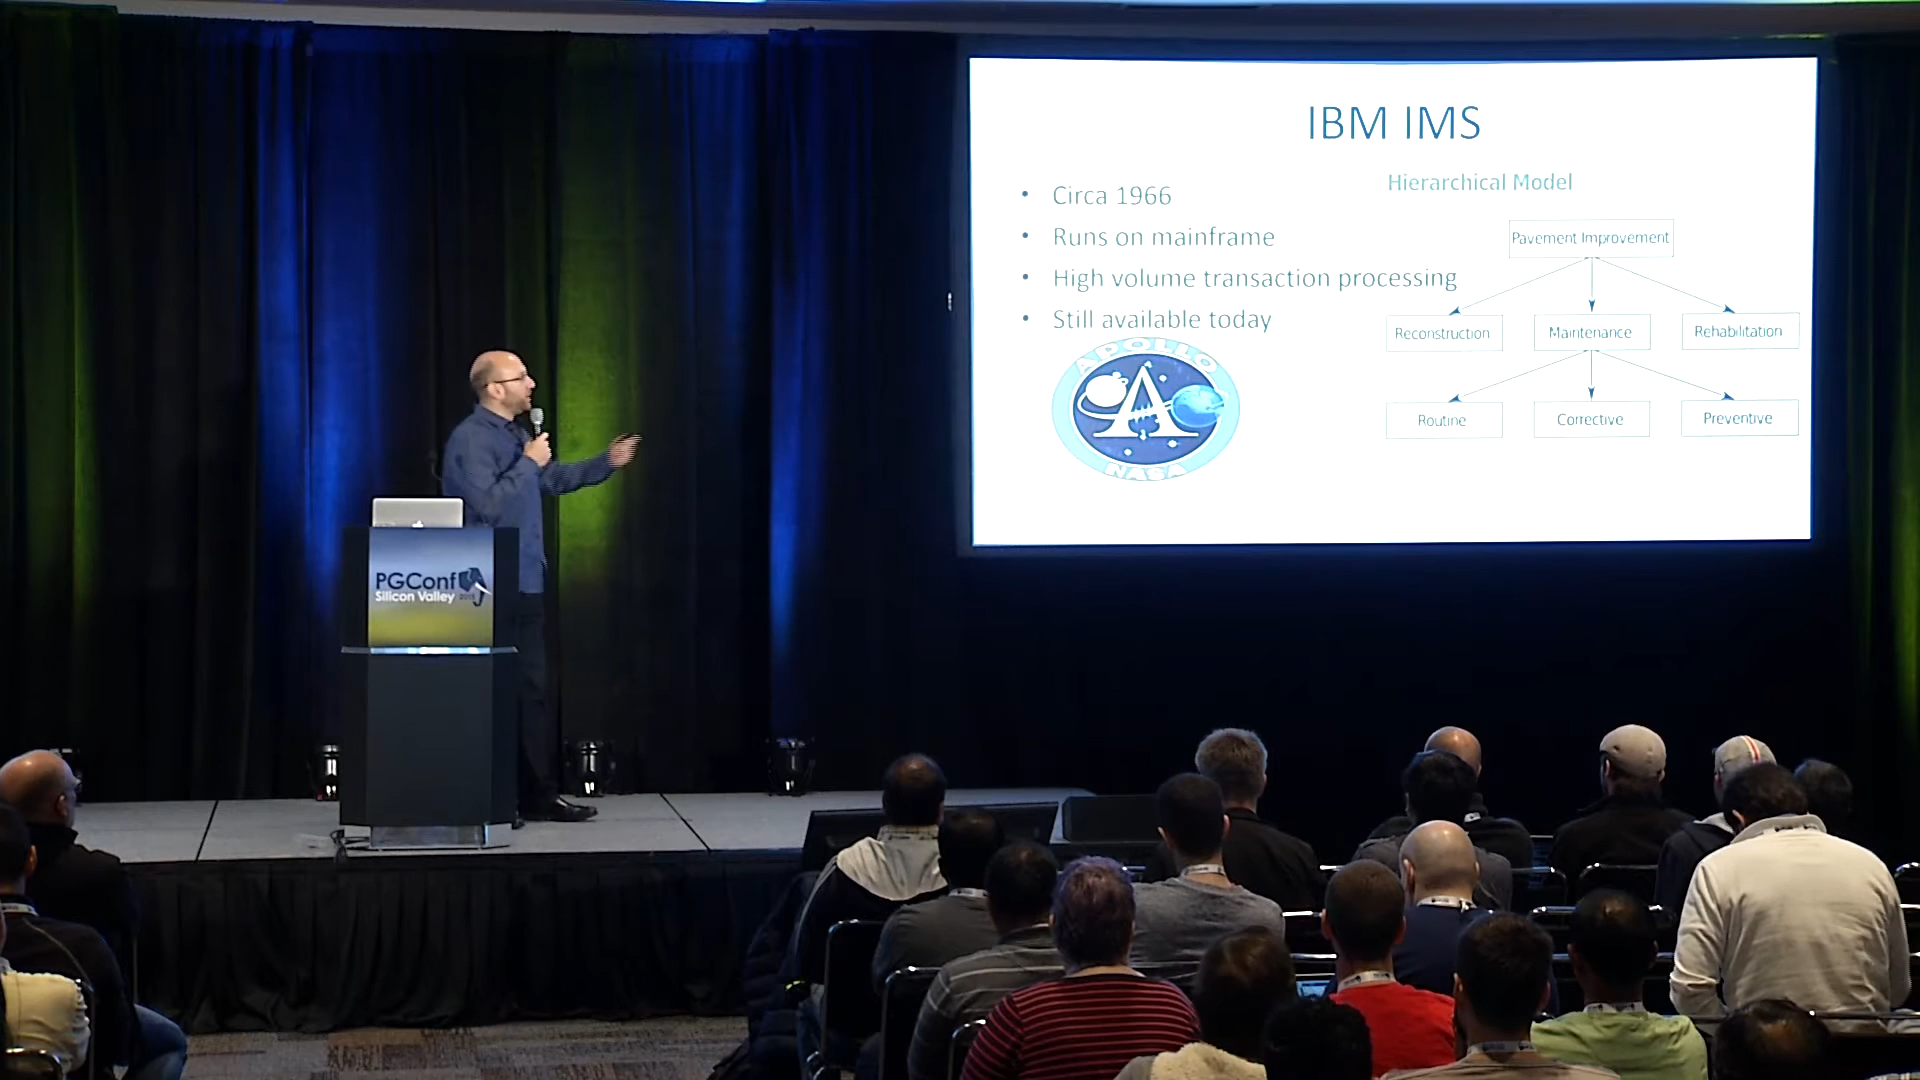 IBM IMS
• Circa 1966
• Runs on mainframe
• High volume transaction processing
• Still available today
APOLLO
NASA
Hierarchical Model
Pavement Improvement
Reconstruction
Maintenance
Rehabilitation
Routine
Corrective
Preventive
PGConf
Silicon Valley